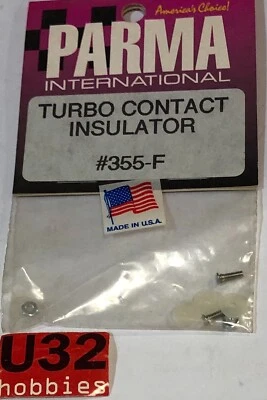 America's Choice!
PARMA
INTERNATIONAL
TURBO CONTACT
INSULATOR
#355-F
MADE IN U.S.A.
U32
hobbies